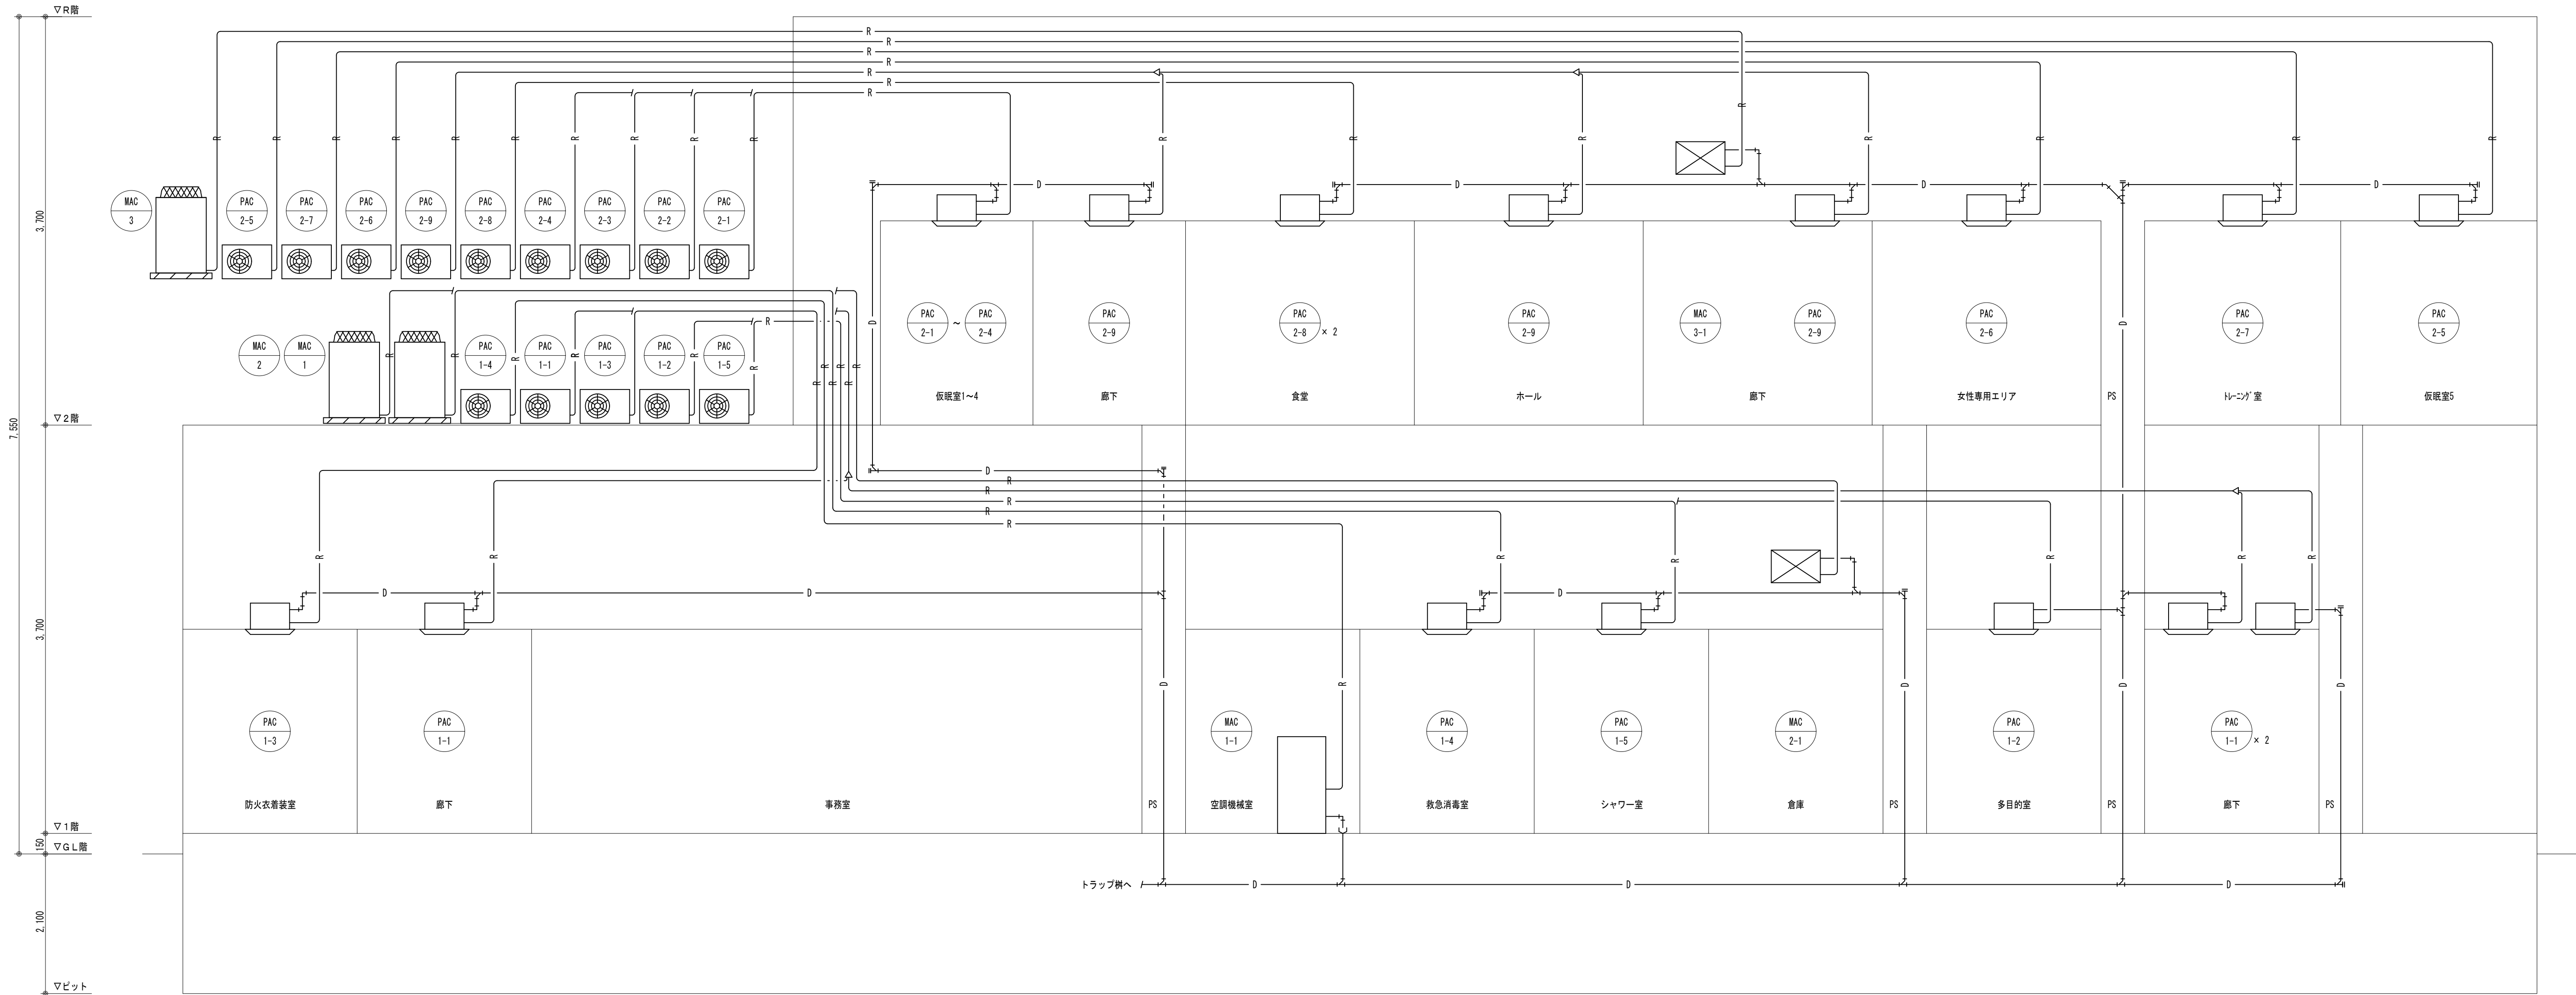 ▽R階
R
R
R
R
R
R
R
R
R R R R R R R R R R R R R R R R R
MAC 3
PAC 2-5
PAC 2-7
PAC 2-6
PAC 2-9
PAC 2-8
PAC 2-4
PAC 2-3
PAC 2-2
PAC 2-1
D D D D D
3,700
PAC 2-1 ~ PAC 2-4
PAC 2-9
PAC 2-8 × 2
PAC 2-9
MAC 3-1
PAC 2-9
PAC 2-6
PAC 2-7
PAC 2-5
D
D
R
MAC 2
MAC 1
PAC 1-4
PAC 1-1
PAC 1-3
PAC 1-2
PAC 1-5
R R R R R R R R R R R R
仮眠室1~4
廊下
食堂
ホール
廊下
女性専用エリア
PS
トレーニング室
仮眠室5
▽2階
7,550
D
R
R
R
R
R
R R R R R R R
D D D
3,700
R
D D D D
PAC 1-3
PAC 1-1
MAC 1-1
PAC 1-4
PAC 1-5
MAC 2-1
PAC 1-2
PAC 1-1 × 2
防火衣着装室
廊下
事務室
PS
空調機械室
救急消毒室
シャワー室
倉庫
PS
多目的室
PS
廊下
PS
▽1階
150
▽GL階
トラップ桝へ
D D D
2,100
▽ピット